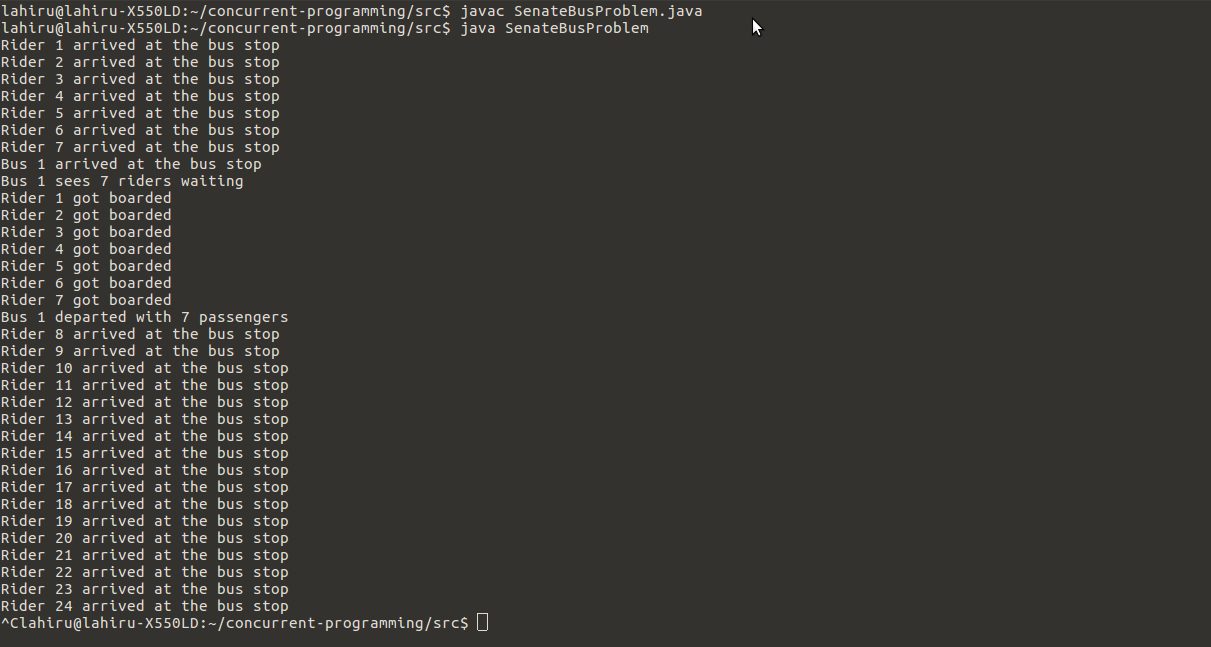 lahiru@lahiru-X550LD:~/concurrent-programming/src$ javac SenateBusProblem.java
lahiru@lahiru-X550LD:~/concurrent-programming/src$ java SenateBusProblem
Rider 1 arrived at the bus stop
Rider 2 arrived at the bus stop
Rider 3 arrived at the bus stop
Rider 4 arrived at the bus stop
Rider 5 arrived at the bus stop
Rider 6 arrived at the bus stop
Rider 7 arrived at the bus stop
Bus 1 arrived at the bus stop
Bus 1 sees 7 riders waiting
Rider 1 got boarded
Rider 2 got boarded
Rider 3 got boarded
Rider 4 got boarded
Rider 5 got boarded
Rider 6 got boarded
Rider 7 got boarded
Bus 1 departed with 7 passengers
Rider 8 arrived at the bus stop
Rider 9 arrived at the bus stop
Rider 10 arrived at the bus stop
Rider 11 arrived at the bus stop
Rider 12 arrived at the bus stop
Rider 13 arrived at the bus stop
Rider 14 arrived at the bus stop
Rider 15 arrived at the bus stop
Rider 16 arrived at the bus stop
Rider 17 arrived at the bus stop
Rider 18 arrived at the bus stop
Rider 19 arrived at the bus stop
Rider 20 arrived at the bus stop
Rider 21 arrived at the bus stop
Rider 22 arrived at the bus stop
Rider 23 arrived at the bus stop
Rider 24 arrived at the bus stop
^Clahiru@lahiru-X550LD:~/concurrent-programming/src$